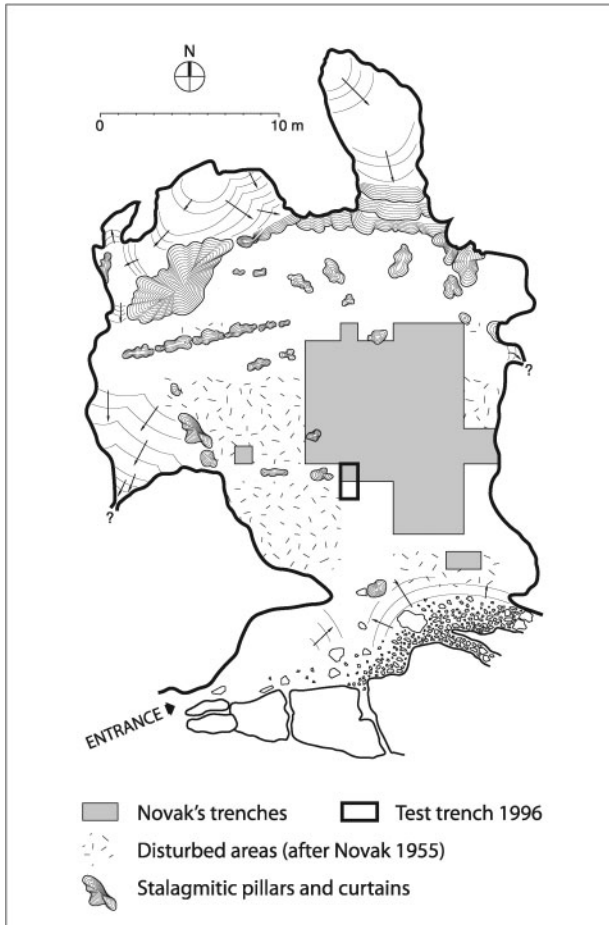 N
0 10 m
?
?
ENTRANCE
Novak's trenches
Test trench 1996
Disturbed areas (after Novak 1955)
Stalagmitic pillars and curtains